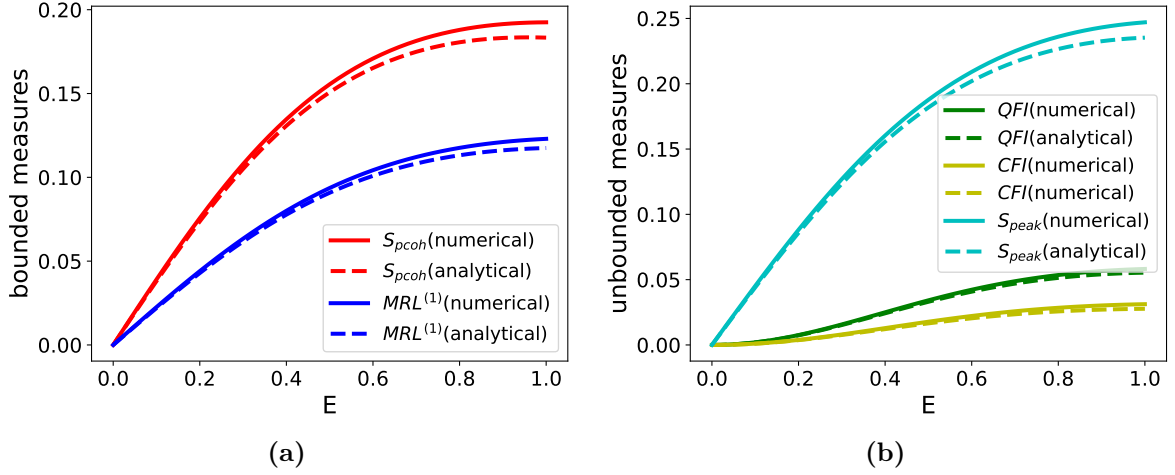 bounded measures
0.20
0.15
0.10
0.05
0.00
S_pcoh(numerical)
S_pcoh(analytical)
MRL^(1)(numerical)
MRL^(1)(analytical)
0.0 0.2 0.4 0.6 0.8 1.0
E
(a)
unbounded measures
0.25
0.20
0.15
0.10
0.05
0.00
QFI(numerical)
QFI(analytical)
CFI(numerical)
CFI(numerical)
S_peak(numerical)
S_peak(analytical)
0.0 0.2 0.4 0.6 0.8 1.0
E
(b)